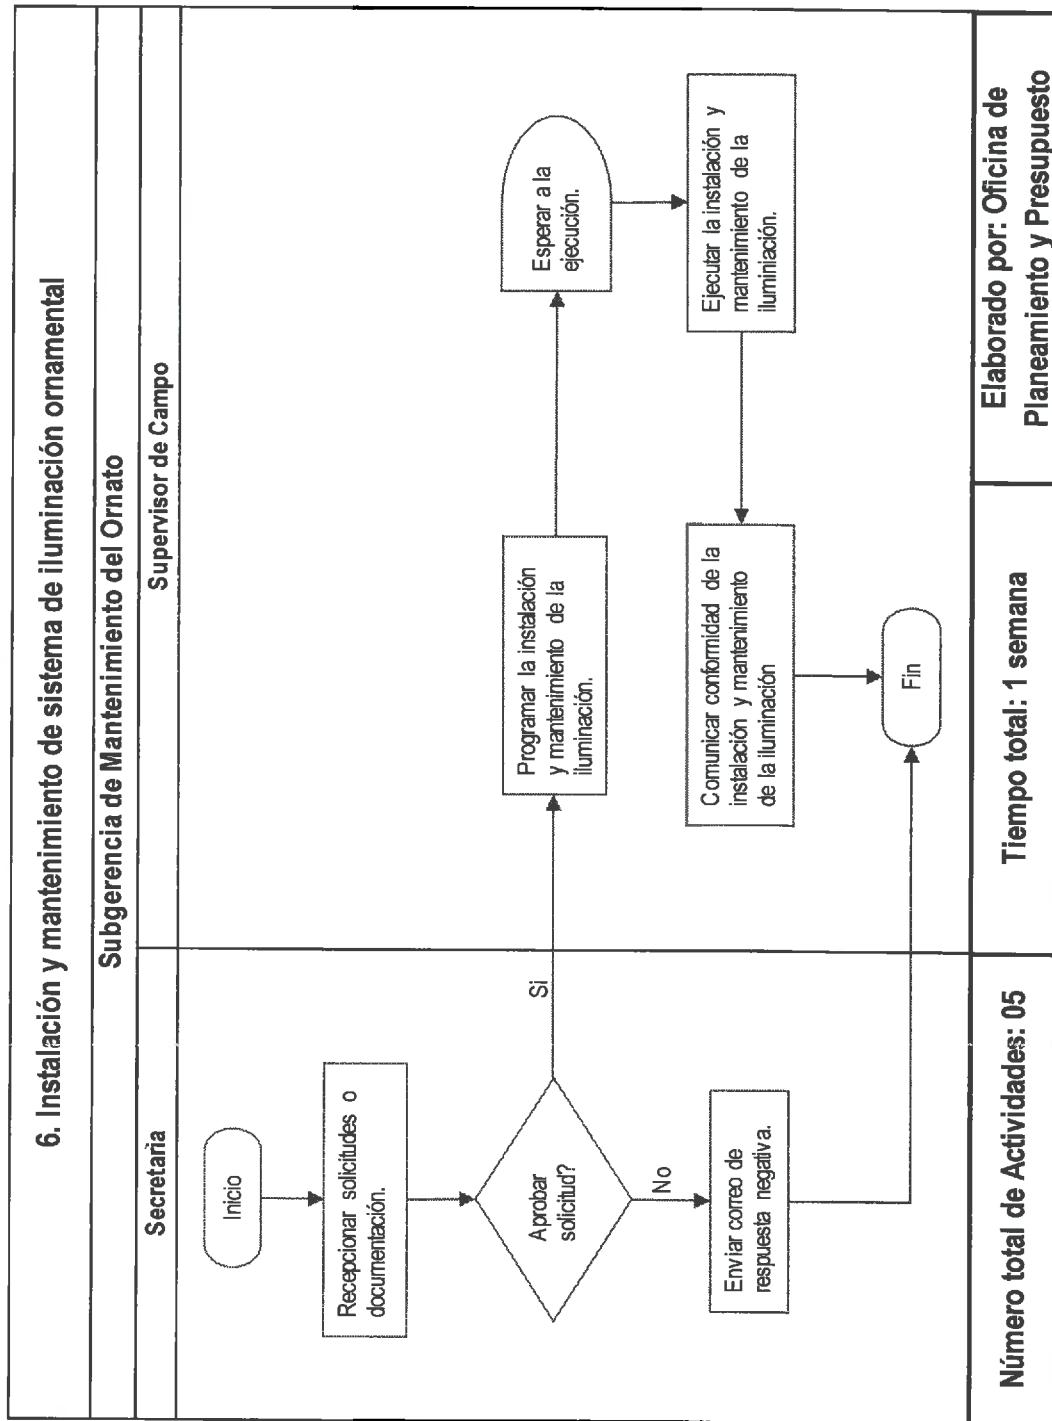 6. Instalación y mantenimiento de sistema de iluminación ornamental
Subgerencia de Mantenimiento del Ornato
Secretaria
Supervisor de Campo
Inicio
Recepcionar solicitudes o
documentación.
Aprobar
solicitud?
Si
No
Enviar correo de
respuesta negativa.
Programar la instalación
y mantenimiento de la
iluminación.
Esperar a la
ejecución.
Ejecutar la instalación y
mantenimiento de la
iluminiación.
Comunicar conformidad de la
instalación y mantenimiento
de la iluminación
Fin
Número total de Actividades: 05
Tiempo total: 1 semana
Elaborado por: Oficina de
Planeamiento y Presupuesto